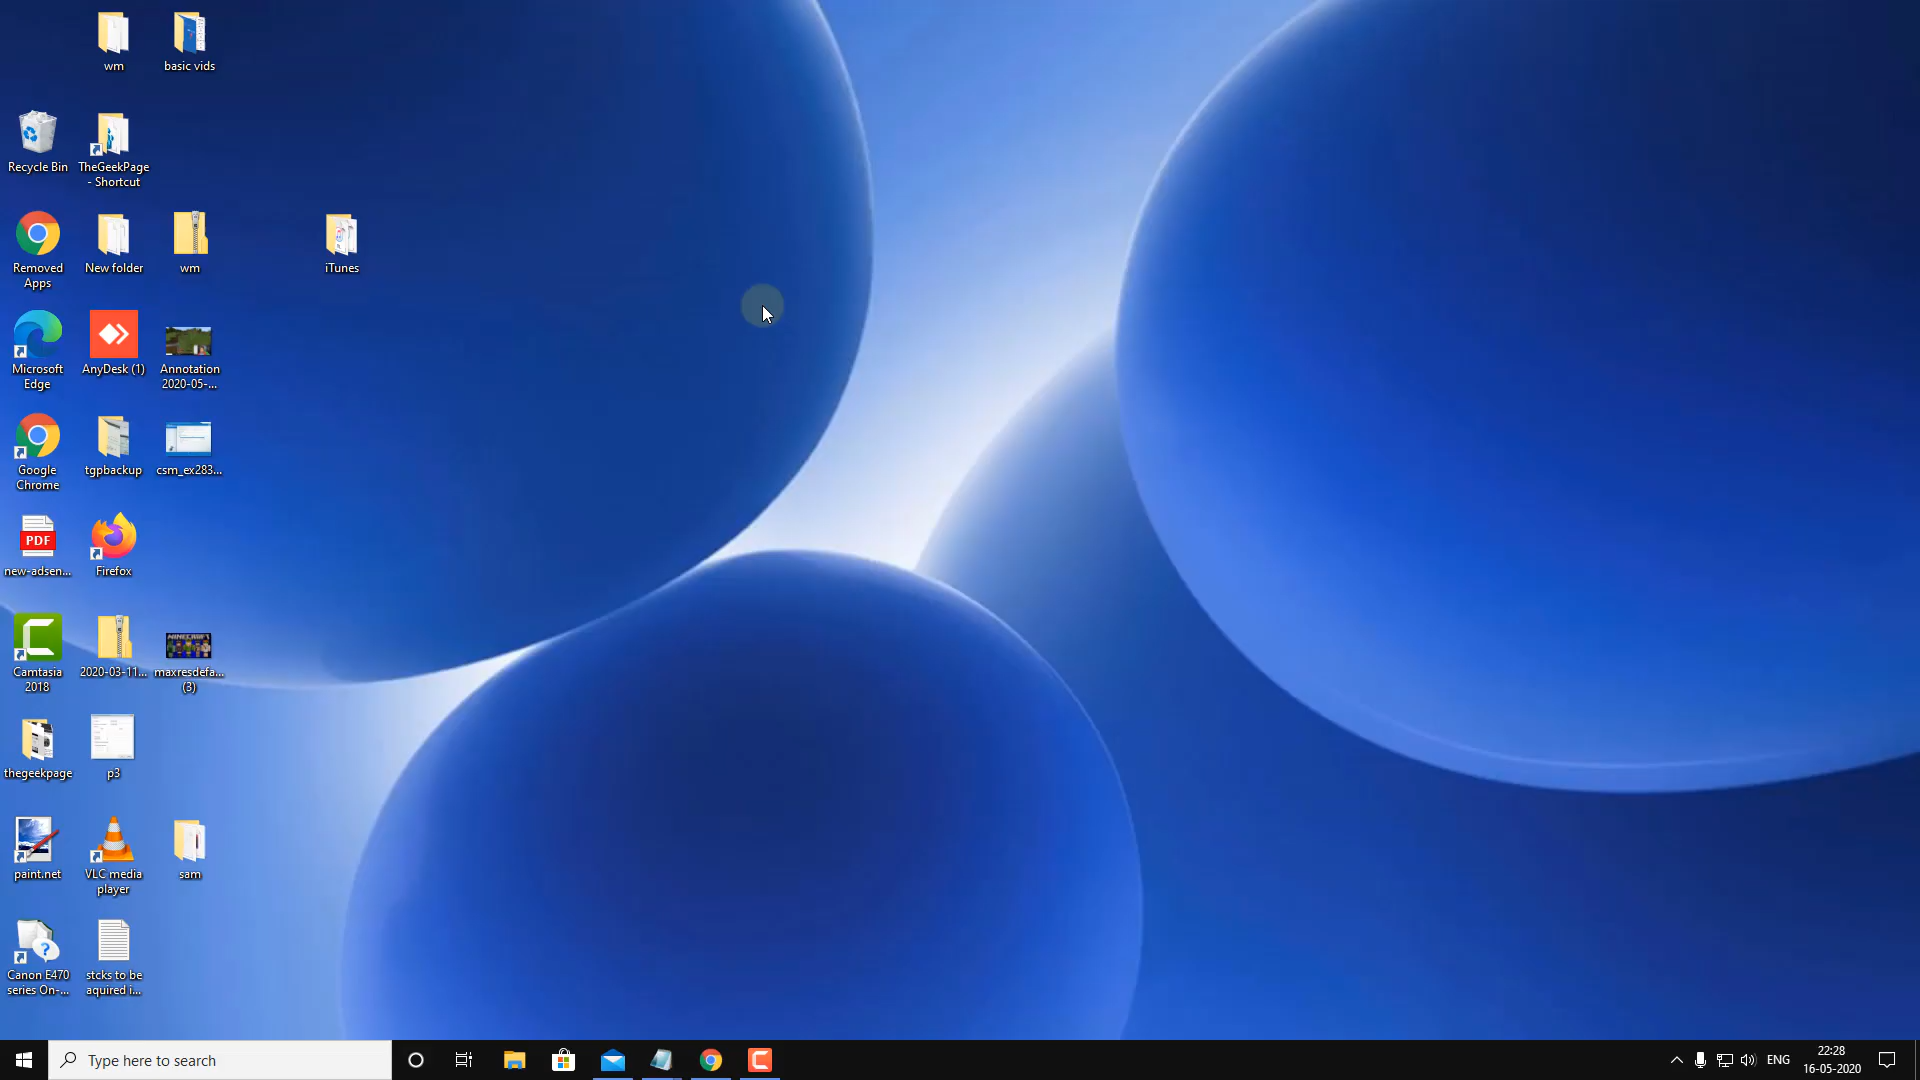 wm
basic vids
Recycle Bin
TheGeekPage
- Shortcut
Removed
Apps
New folder
wm
iTunes
Microsoft
Edge
AnyDesk (1)
Annotation
2020-05-...
Google
Chrome
tgpbackup
csm_ex283...
PDF
new-adsen...
Firefox
Camtasia
2018
2020-03-11...
MINECRAFT
maxresdefa...
(3)
thegeekpage
p3
paint.net
VLC media
player
sam
Canon E470
series On-...
stcks to be
aquired i...
Type here to search
ENG
22:28
16-05-2020